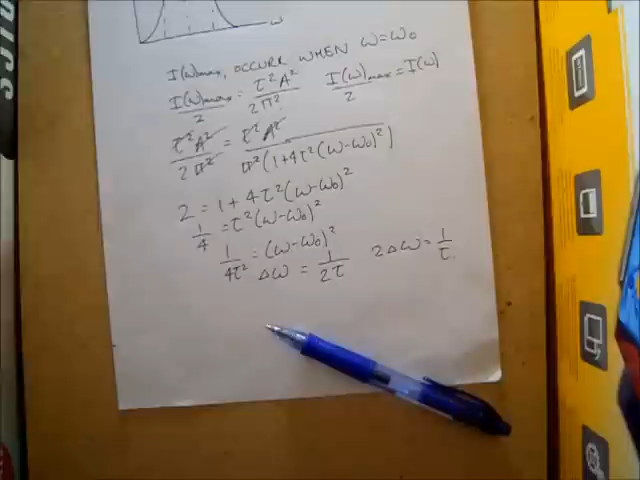 ω
I(ω)max, OCCURR WHEN ω=ω₀
I(ω)max/2 = τ²A²/2π² I(ω)max/2 = I(ω)
τ²A²/2π² = τ²A²/π²(1+4τ²(ω-ω₀)²)
2 = 1+4τ²(ω-ω₀)²
1/4 = τ²(ω-ω₀)²
1/4τ² = (ω-ω₀)²
Δω = 1/2τ 2Δω = 1/τ.